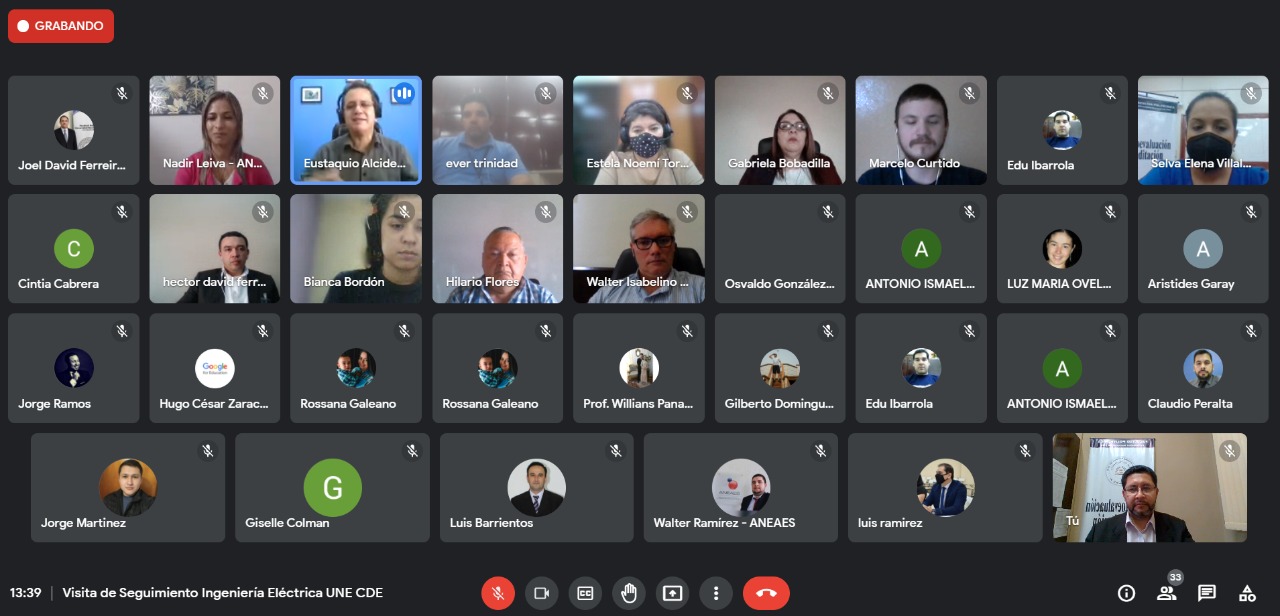 GRABANDO
Joel David Ferreir...
Nadir Leiva - AN...
Eustaquio Alcide...
ever trinidad
Estela Noemí Tor...
Gabriela Bobadilla
Marcelo Curtido
Edu Ibarrola
Selva Elena Villal...
C
Cintia Cabrera
hector david ferr...
Bianca Bordón
Hilario Flores
Walter Isabelino ...
Osvaldo González...
A
ANTONIO ISMAEL...
LUZ MARIA OVEL...
A
Aristides Garay
Jorge Ramos
Google
Hugo César Zarac...
Rossana Galeano
Rossana Galeano
Prof. Willians Pana...
Gilberto Domingu...
Edu Ibarrola
A
ANTONIO ISMAEL...
Claudio Peralta
Jorge Martinez
G
Giselle Colman
Luis Barrientos
Walter Ramírez - ANEAES
luis ramirez
Tú
13:39 | Visita de Seguimiento Ingeniería Eléctrica UNE CDE
CC
33